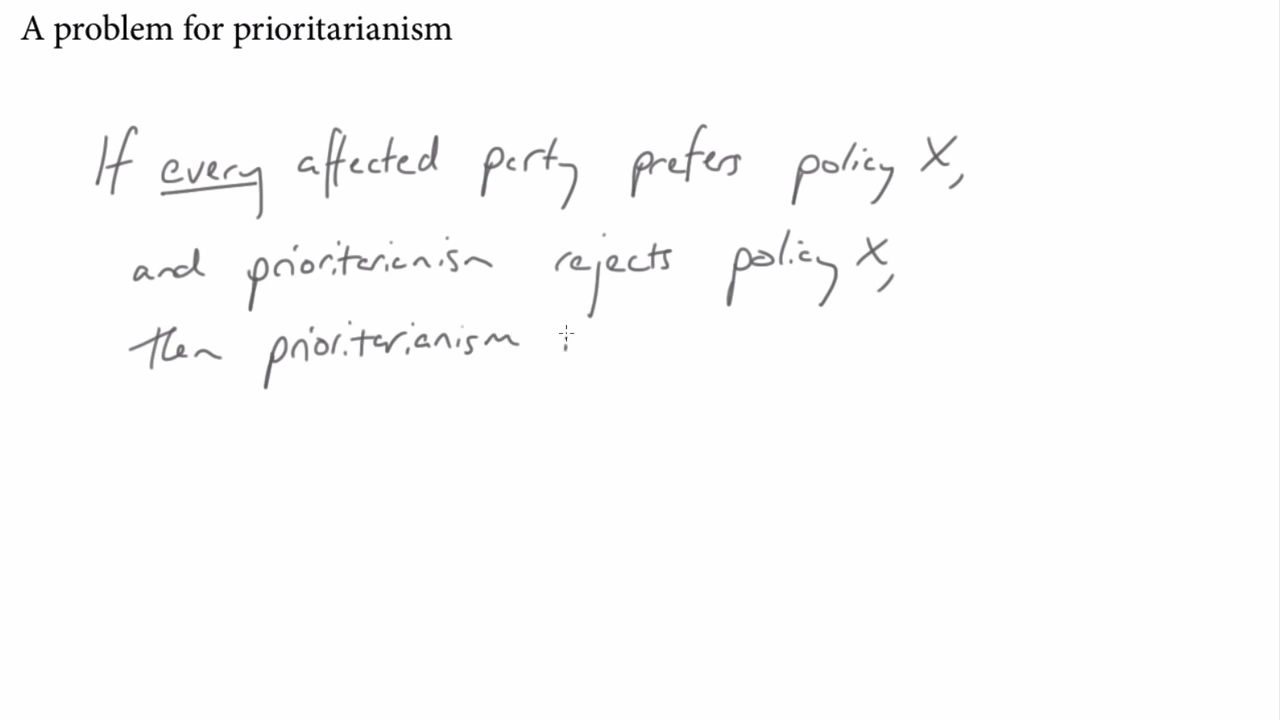 A problem for prioritarianism
If every affected party prefers policy X,
and prioritarianism rejects policy X,
then prioritarianism